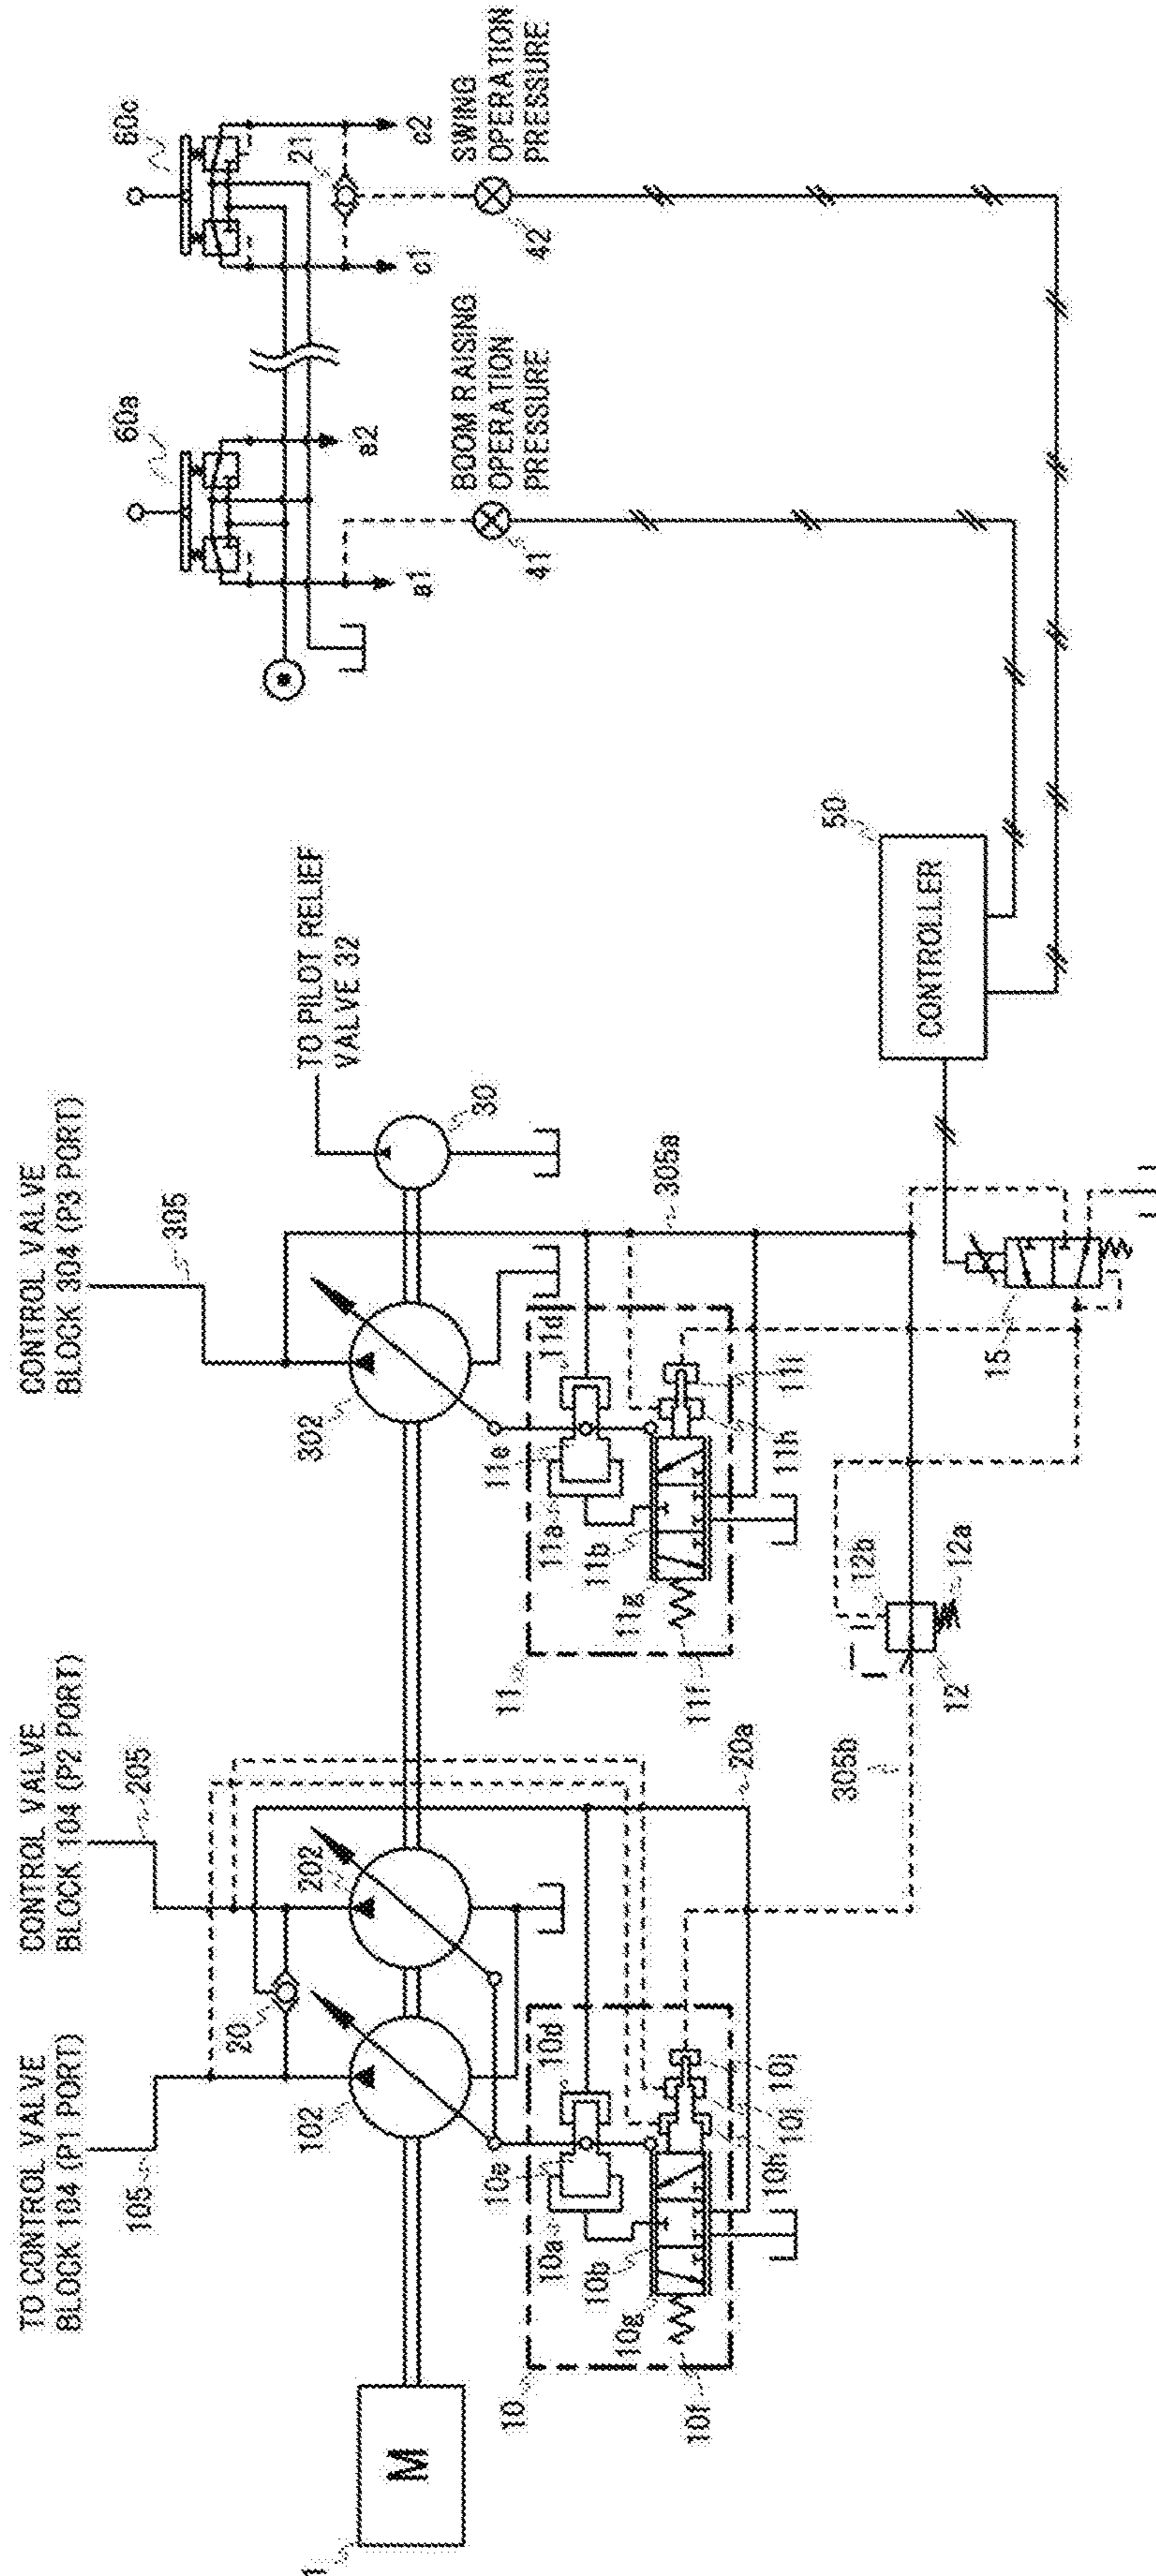 TO CONTROL VALVE
BLOCK 104 (P1 PORT)
105
CONTROL VALVE
BLOCK 104 (P2 PORT)
205
CONTROL VALVE
BLOCK 304 (P3 PORT)
305
TO PILOT RELIEF
VALVE 32
30
1
M
102
20
202
302
10
10a
10e
10d
10b
10g
10f
10h
10i
10j
20a
11
11a
11e
11d
11b
11g
11f
11h
11i
305a
305b
12
12b
12a
15
50
CONTROLLER
60a
a1
a2
41
BOOM RAISING
OPERATION
PRESSURE
60c
c1
c2
21
42
SWING
OPERATION
PRESSURE